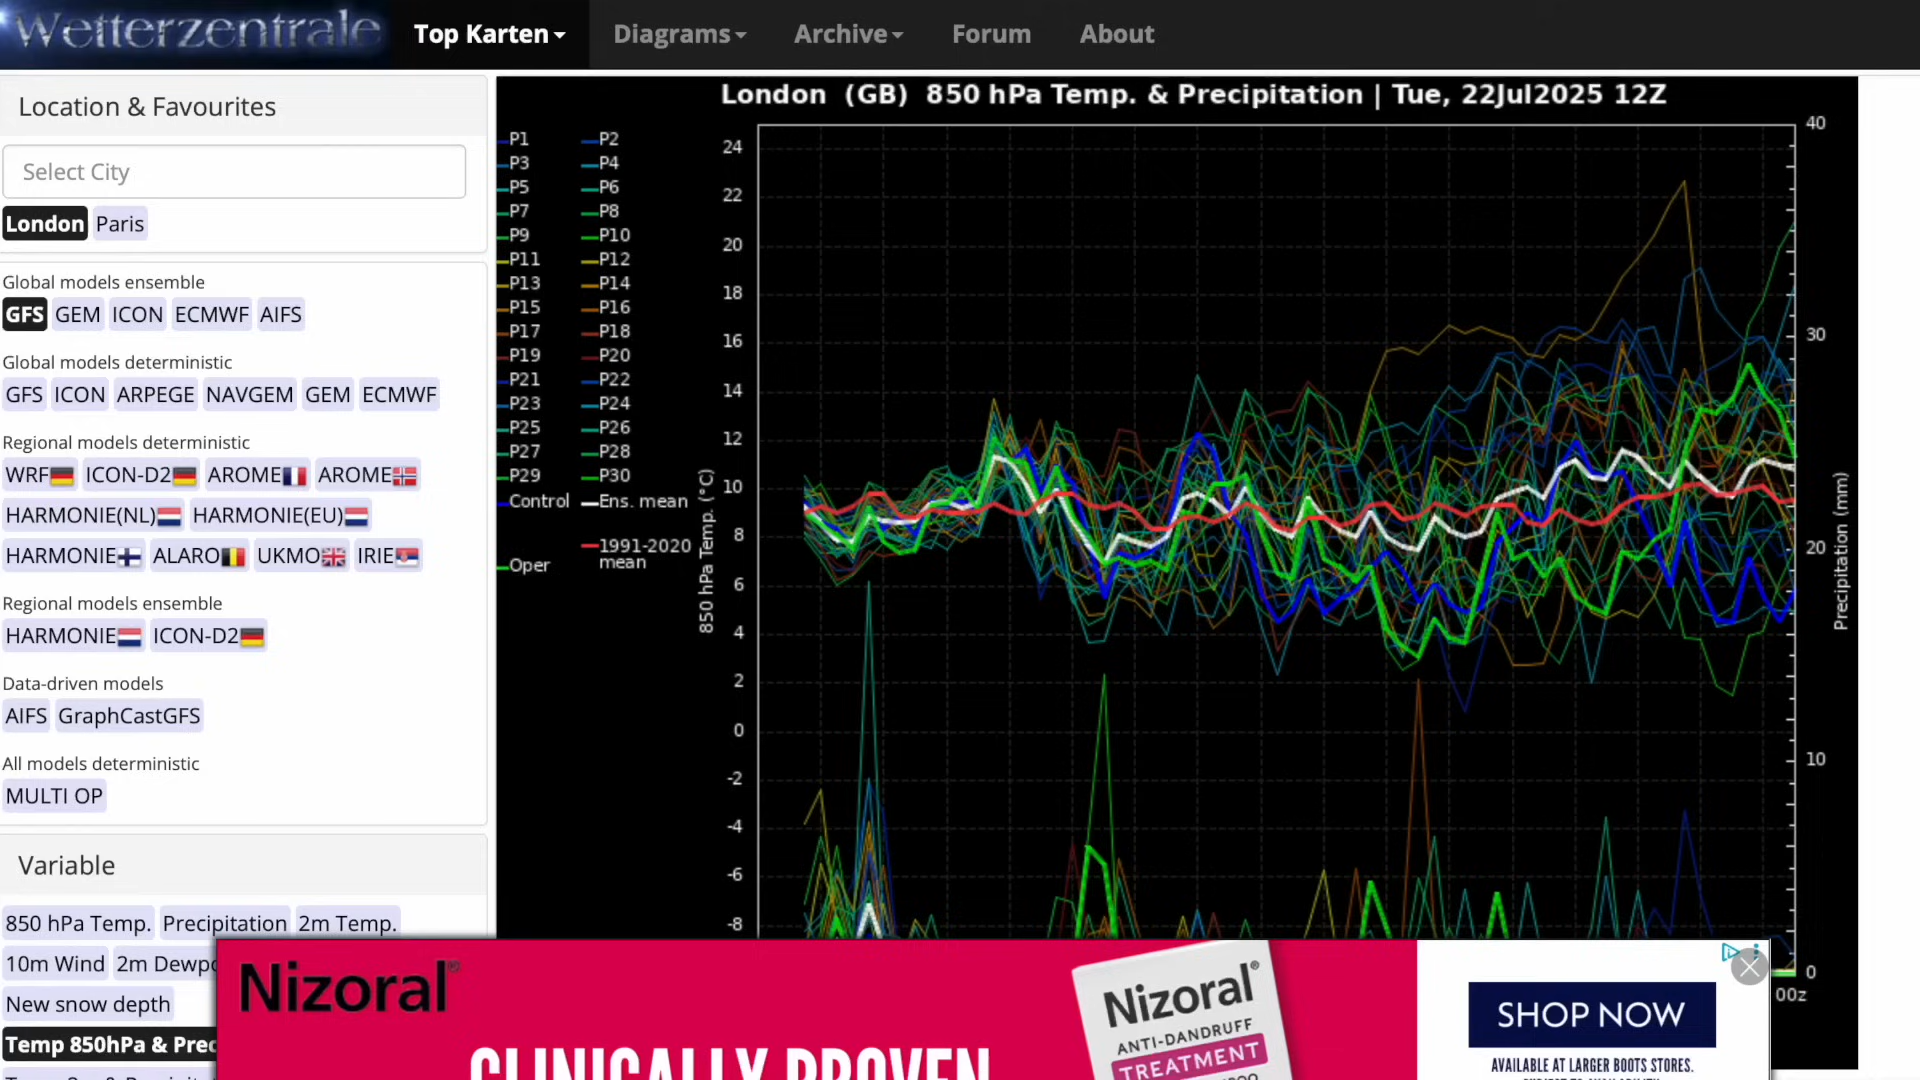 Wetterzentrale
Top Karten
Diagrams
Archive
Forum
About
Location & Favourites
Select City
London Paris
Global models ensemble
GFS GEM ICON ECMWF AIFS
Global models deterministic
GFS ICON ARPEGE NAVGEM GEM ECMWF
Regional models deterministic
WRF ICON-D2 AROME AROME
HARMONIE(NL) HARMONIE(EU)
HARMONIE ALARO UKMO IRIE
Regional models ensemble
HARMONIE ICON-D2
Data-driven models
AIFS GraphCastGFS
All models deterministic
MULTI OP
Variable
850 hPa Temp. Precipitation 2m Temp.
10m Wind 2m Dewpo
New snow depth
Temp 850hPa & Prec
London (GB) 850 hPa Temp. & Precipitation | Tue, 22Jul2025 12Z
P1 P2
P3 P4
P5 P6
P7 P8
P9 P10
P11 P12
P13 P14
P15 P16
P17 P18
P19 P20
P21 P22
P23 P24
P25 P26
P27 P28
P29 P30
Control Ens. mean
1991-2020
mean
Oper
850 hPa Temp. (°C)
24
22
20
18
16
14
12
10
8
6
4
2
0
-2
-4
-6
-8
40
30
20
10
0
Precipitation (mm)
00z
Nizoral®
CLINICALLY PROVEN
Nizoral®
ANTI-DANDRUFF
TREATMENT
SHOP NOW
AVAILABLE AT LARGER BOOTS STORES.